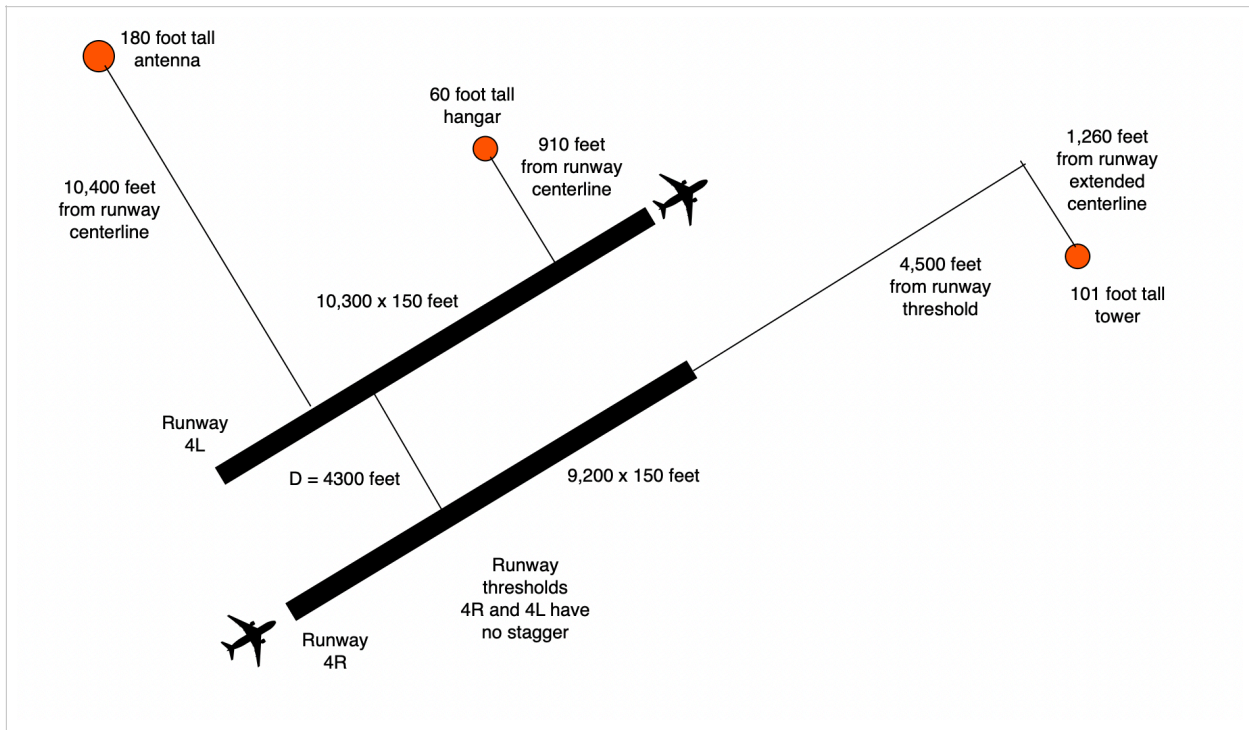 180 foot tall
antenna
60 foot tall
hangar
910 feet
from runway
centerline
1,260 feet
from runway
extended
centerline
10,400 feet
from runway
centerline
4,500 feet
from runway
threshold
101 foot tall
tower
10,300 x 150 feet
Runway
4L
D = 4300 feet
9,200 x 150 feet
Runway
thresholds
4R and 4L have
no stagger
Runway
4R